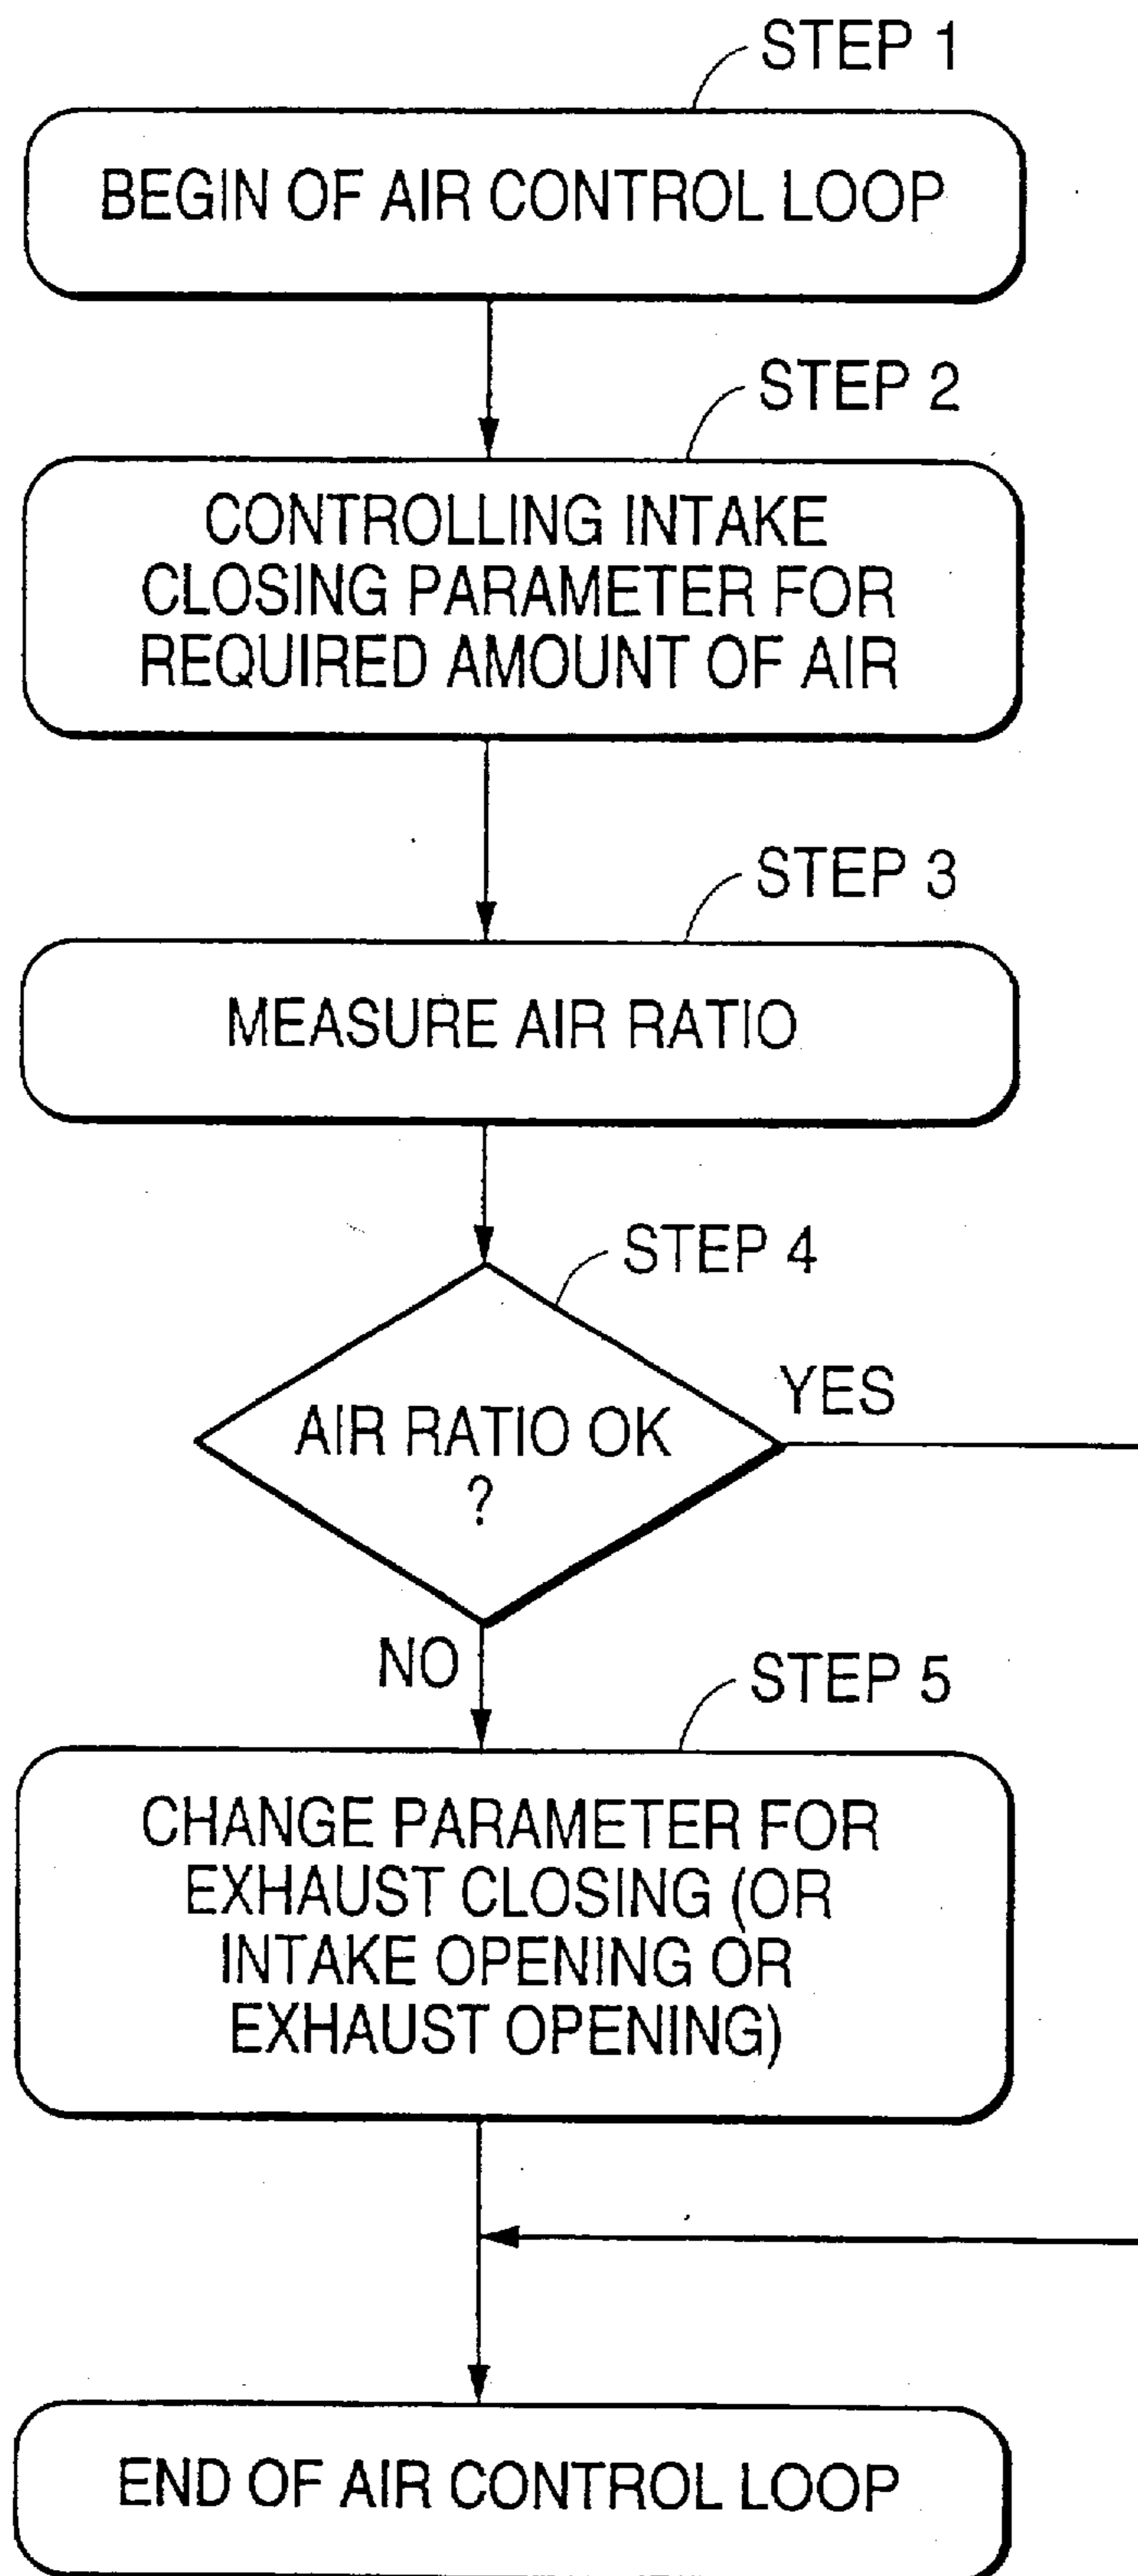 STEP 1
BEGIN OF AIR CONTROL LOOP
STEP 2
CONTROLLING INTAKE
CLOSING PARAMETER FOR
REQUIRED AMOUNT OF AIR
STEP 3
MEASURE AIR RATIO
STEP 4
AIR RATIO OK
?
YES
NO
STEP 5
CHANGE PARAMETER FOR
EXHAUST CLOSING (OR
INTAKE OPENING OR
EXHAUST OPENING)
END OF AIR CONTROL LOOP